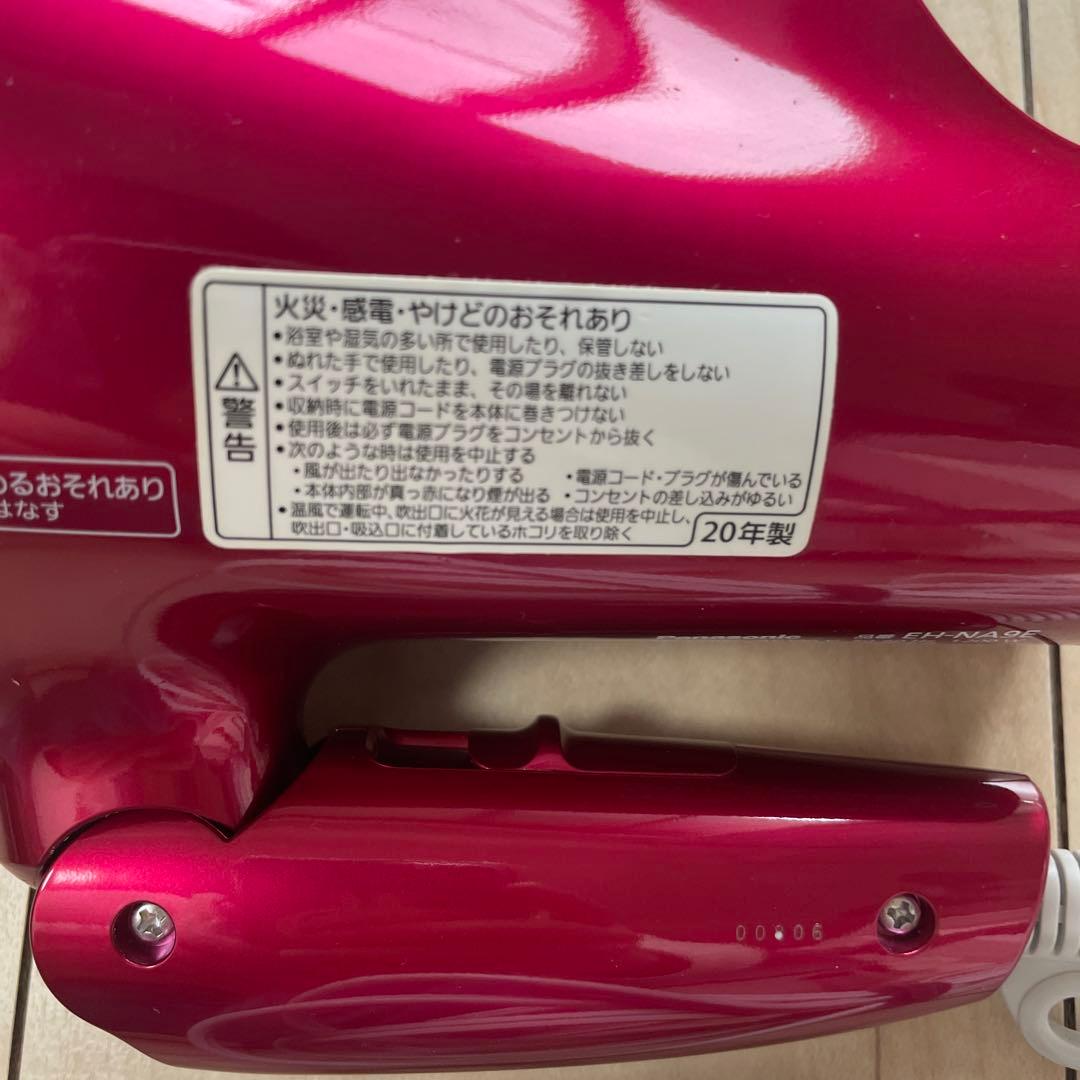 火災・感電・やけどのおそれあり
•浴室や湿気の多い所で使用したり、保管しない
•ぬれた手で使用したり、電源プラグの抜き差しをしない
•スイッチをいれたまま、その場を離れない
•収納時に電源コードを本体に巻きつけない
•使用後は必ず電源プラグをコンセントから抜く
•次のような時は使用を中止する
・風が出たり出なかったりする ・電源コード・プラグが傷んでいる
・本体内部が真っ赤になり煙が出る ・コンセントの差し込みがゆるい
•温風で運転中、吹出口に火花が見える場合は使用を中止し、
吹出口・吸込口に付着しているホコリを取り除く
20年製
警告
めるおそれあり
はなす
Panasonic 品番 EH-NA9E